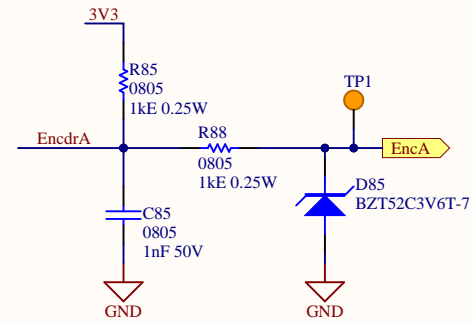 3V3
R85
0805
1kE 0.25W
TP1
EncdrA
R88
EncA
0805
1kE 0.25W
D85
BZT52C3V6T-7
C85
0805
1nF 50V
GND
GND